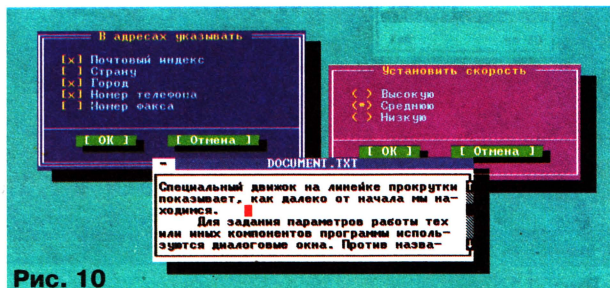 В адресах указывать
[x] Почтовый индекс
[ ] Страну
[x] Город
[x] Номер телефона
[ ] Номер факса
[ OK ] [ Отмена ]
Установить скорость
( ) Высокую
(•) Среднюю
( ) Низкую
[ OK ] [ Отмена ]
DOCUMENT.TXT
Специальный движок на линейке прокрутки
показывает, как далеко от начала мы на-
ходимся.
Для задания параметров работы тех
или иных компонентов программы исполь-
зуются диалоговые окна. Против назва-
Рис. 10